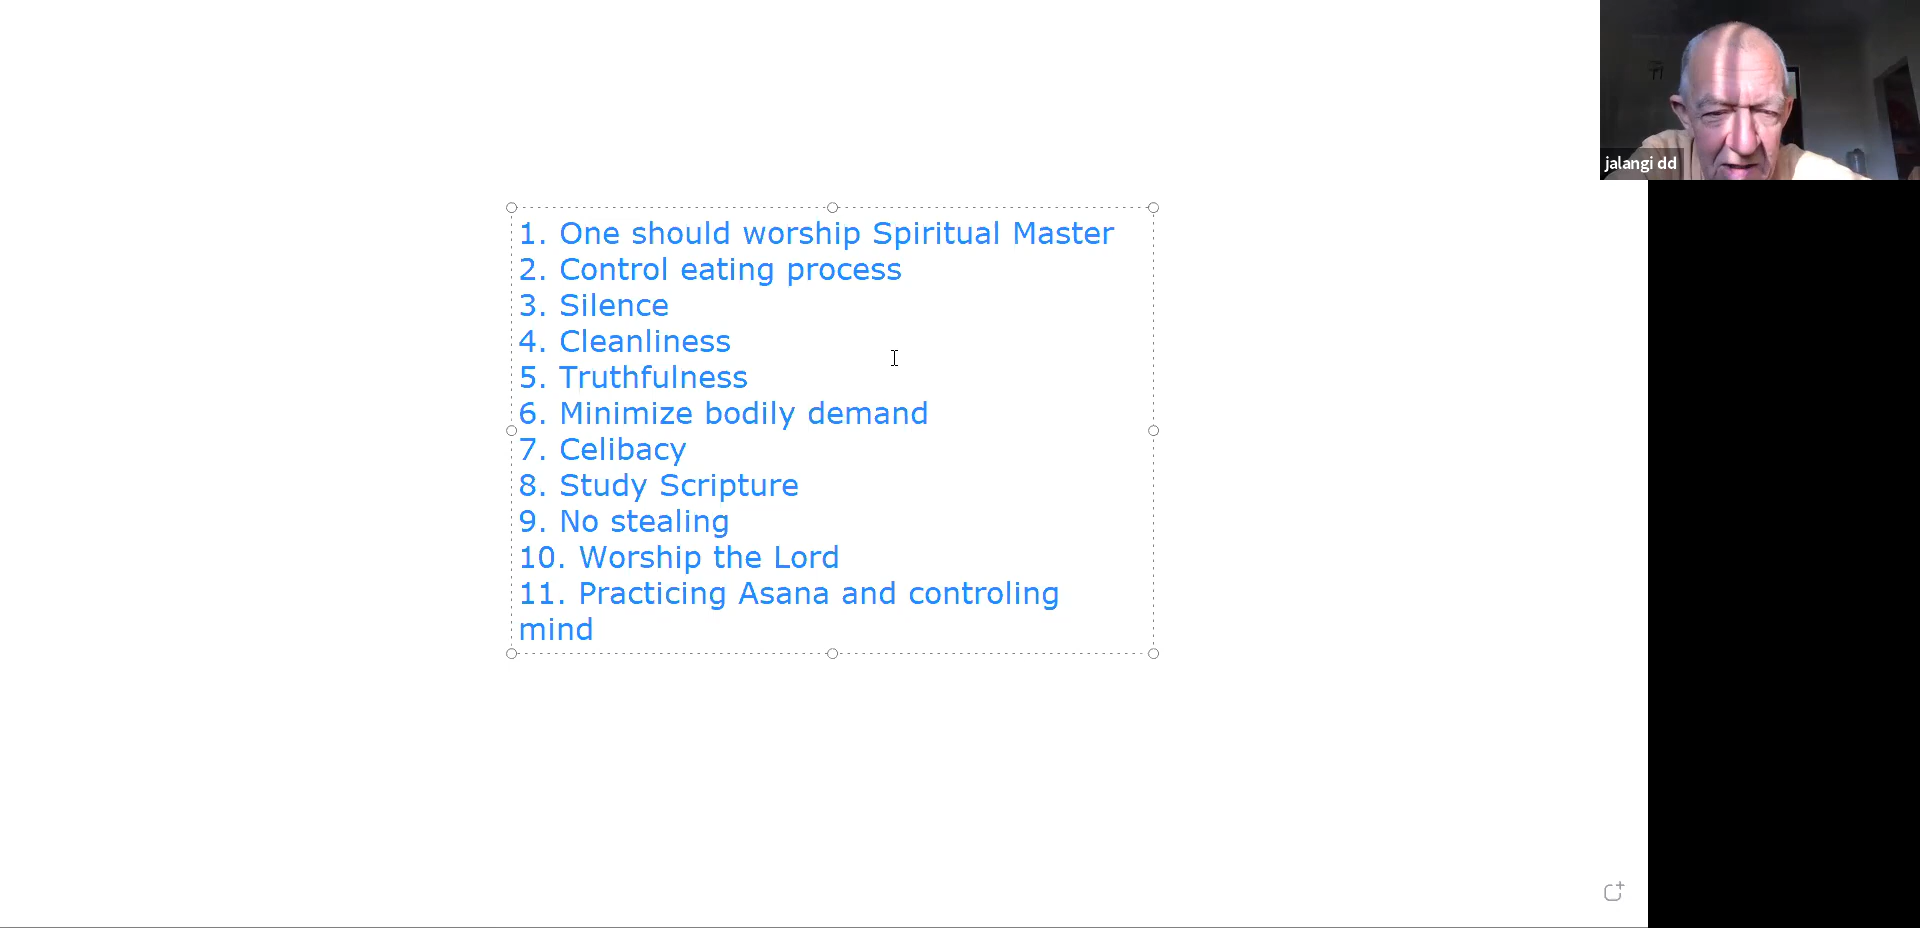 jalangi dd
1. One should worship Spiritual Master
2. Control eating process
3. Silence
4. Cleanliness
5. Truthfulness
6. Minimize bodily demand
7. Celibacy
8. Study Scripture
9. No stealing
10. Worship the Lord
11. Practicing Asana and controling
mind